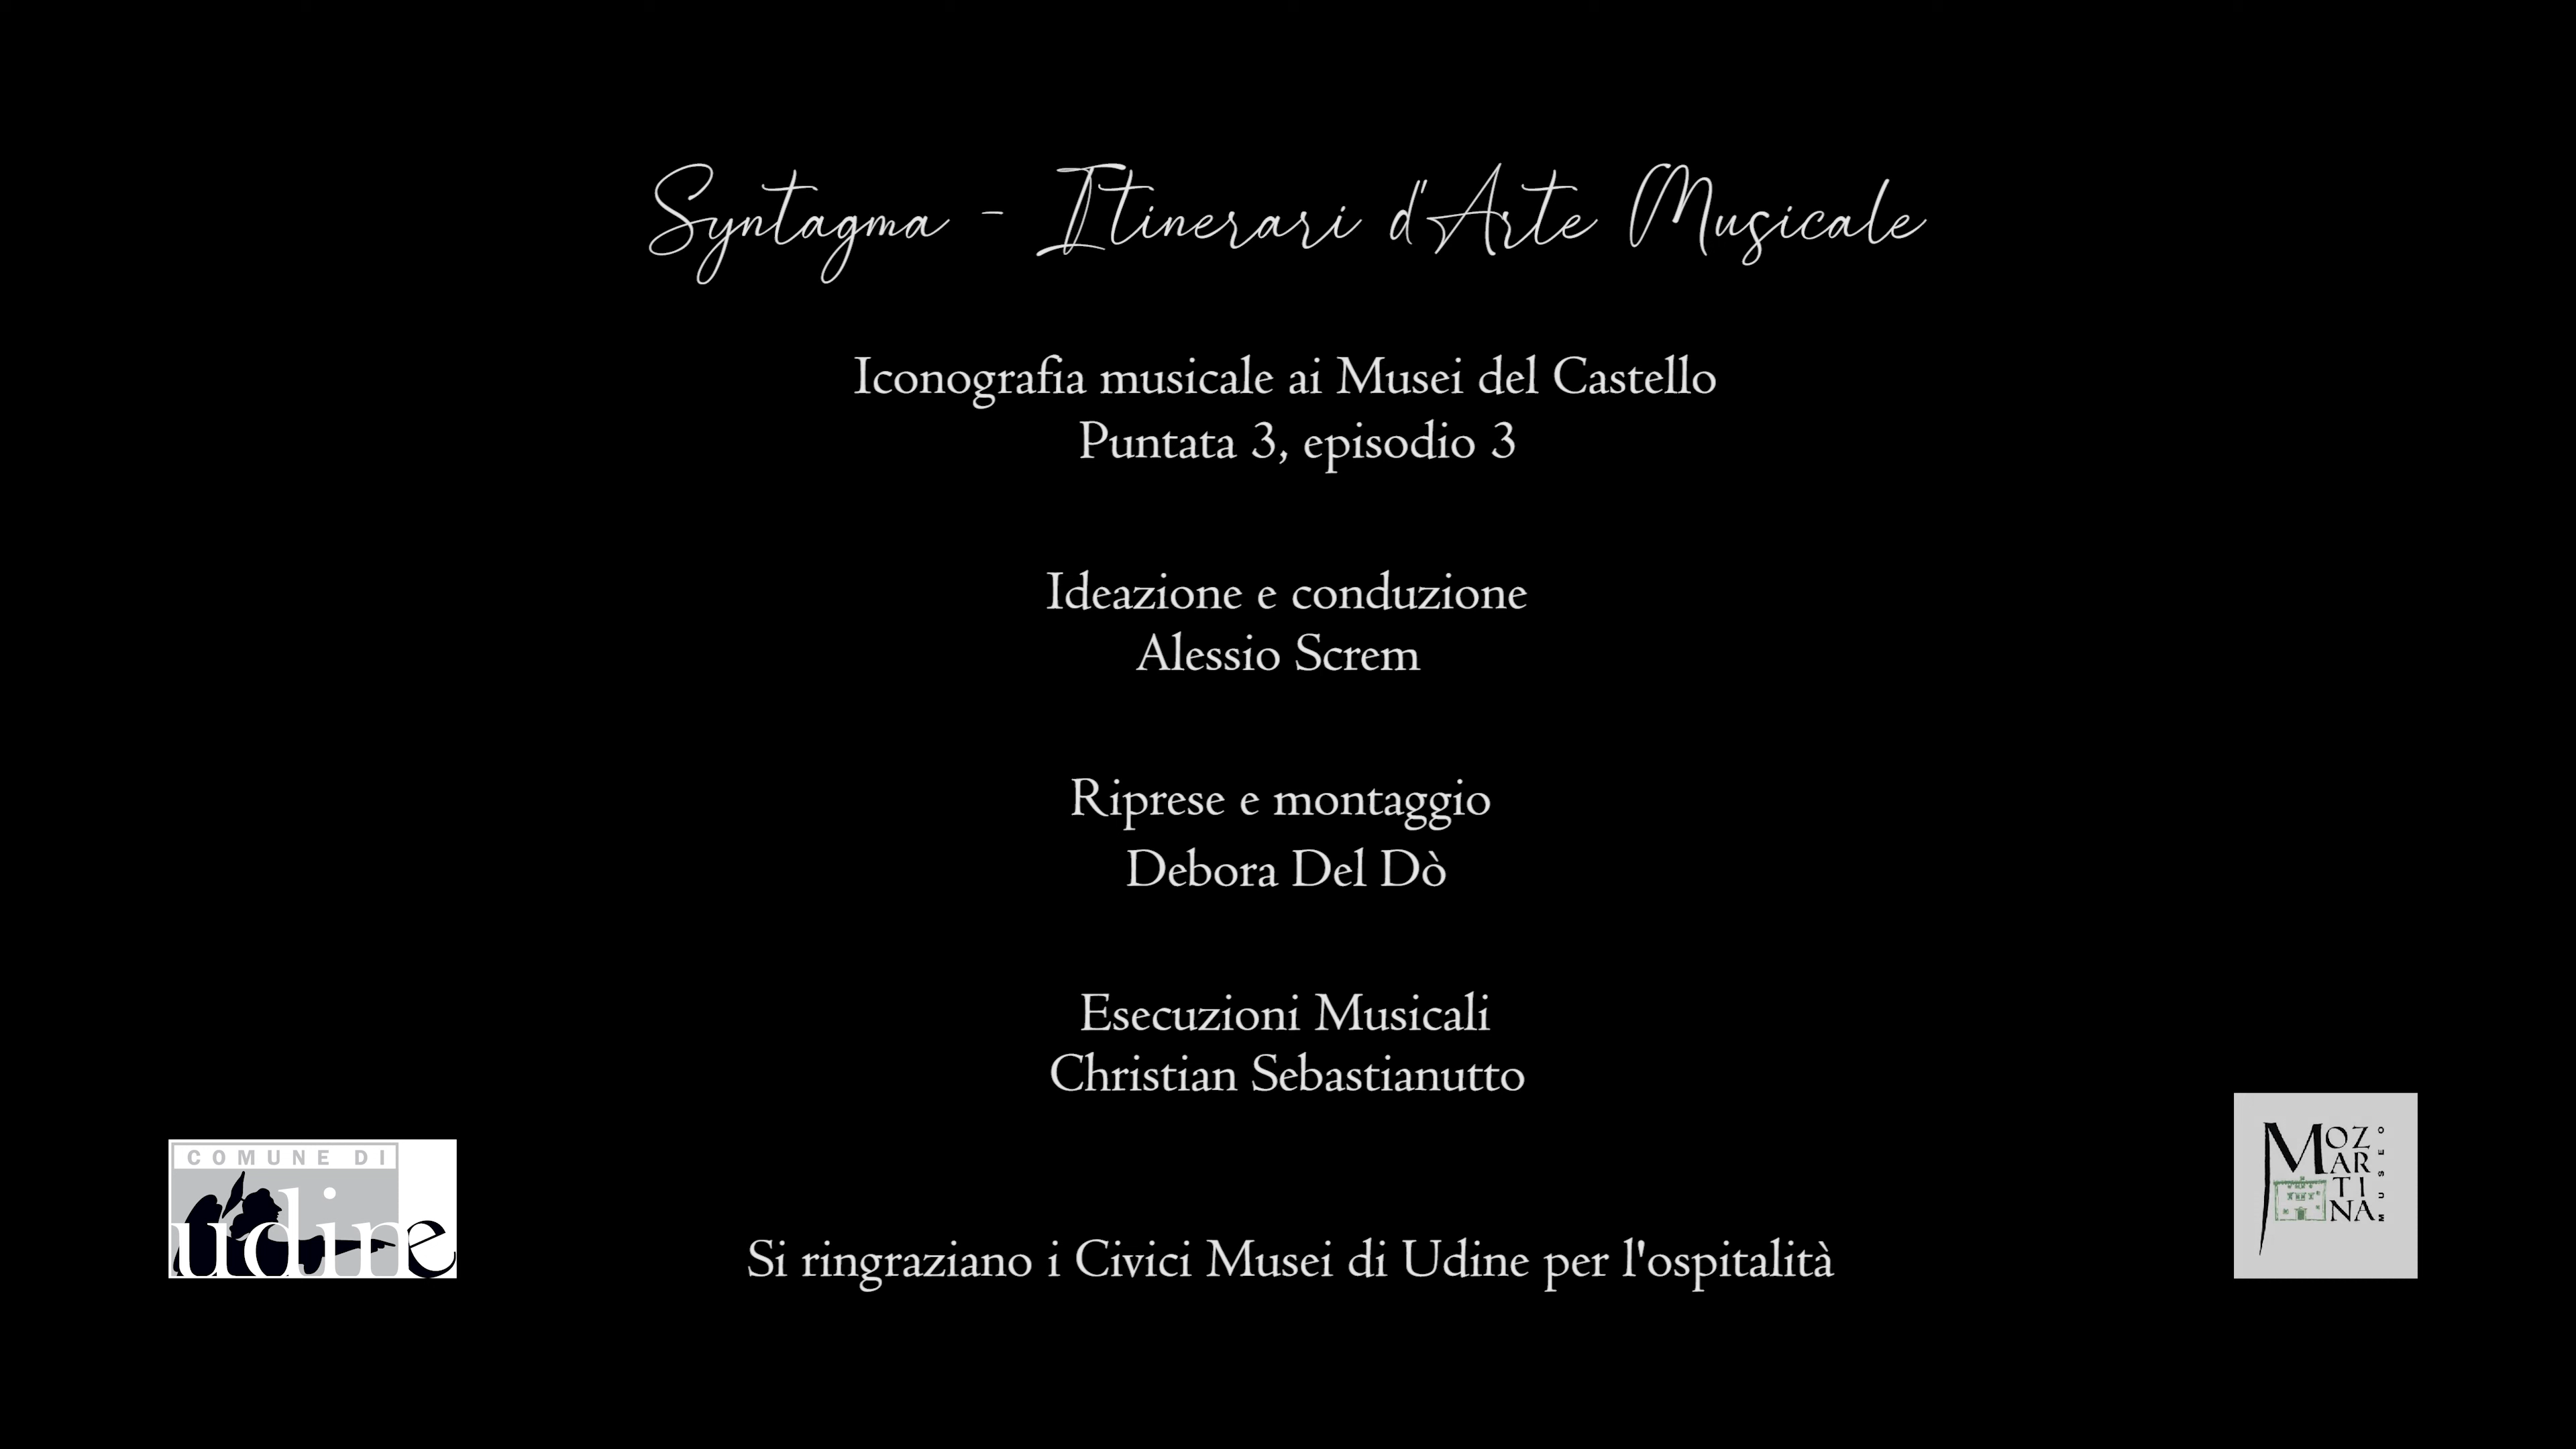 Syntagma - Itinerari d'Arte Musicale
Iconografia musicale ai Musei del Castello
Puntata 3, episodio 3
Ideazione e conduzione
Alessio Screm
Riprese e montaggio
Debora Del Dò
Esecuzioni Musicali
Christian Sebastianutto
Si ringraziano i Civici Musei di Udine per l'ospitalità
COMUNE DI
udine
MOZ
ART
TI
NA
MUSEO